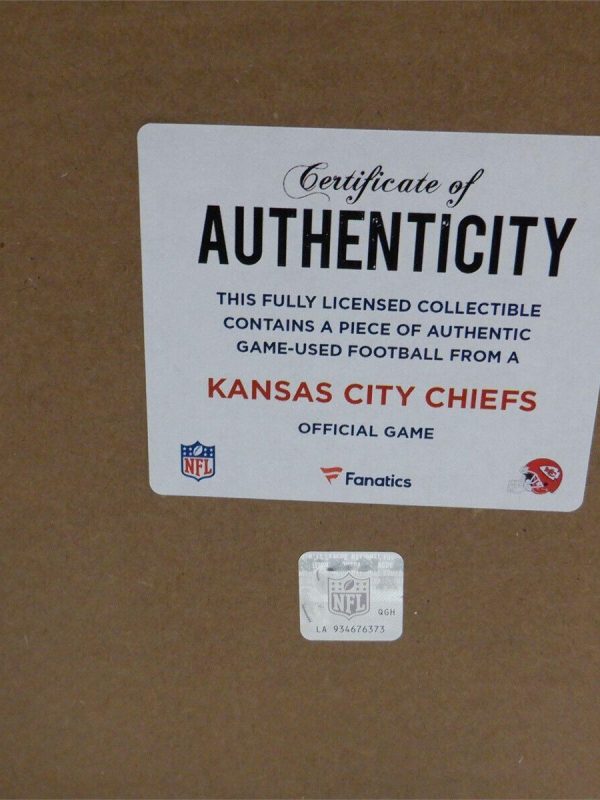 Certificate of
AUTHENTICITY
THIS FULLY LICENSED COLLECTIBLE
CONTAINS A PIECE OF AUTHENTIC
GAME-USED FOOTBALL FROM A
KANSAS CITY CHIEFS
OFFICIAL GAME
NFL
Fanatics
NFL
QGH
LA 934676373